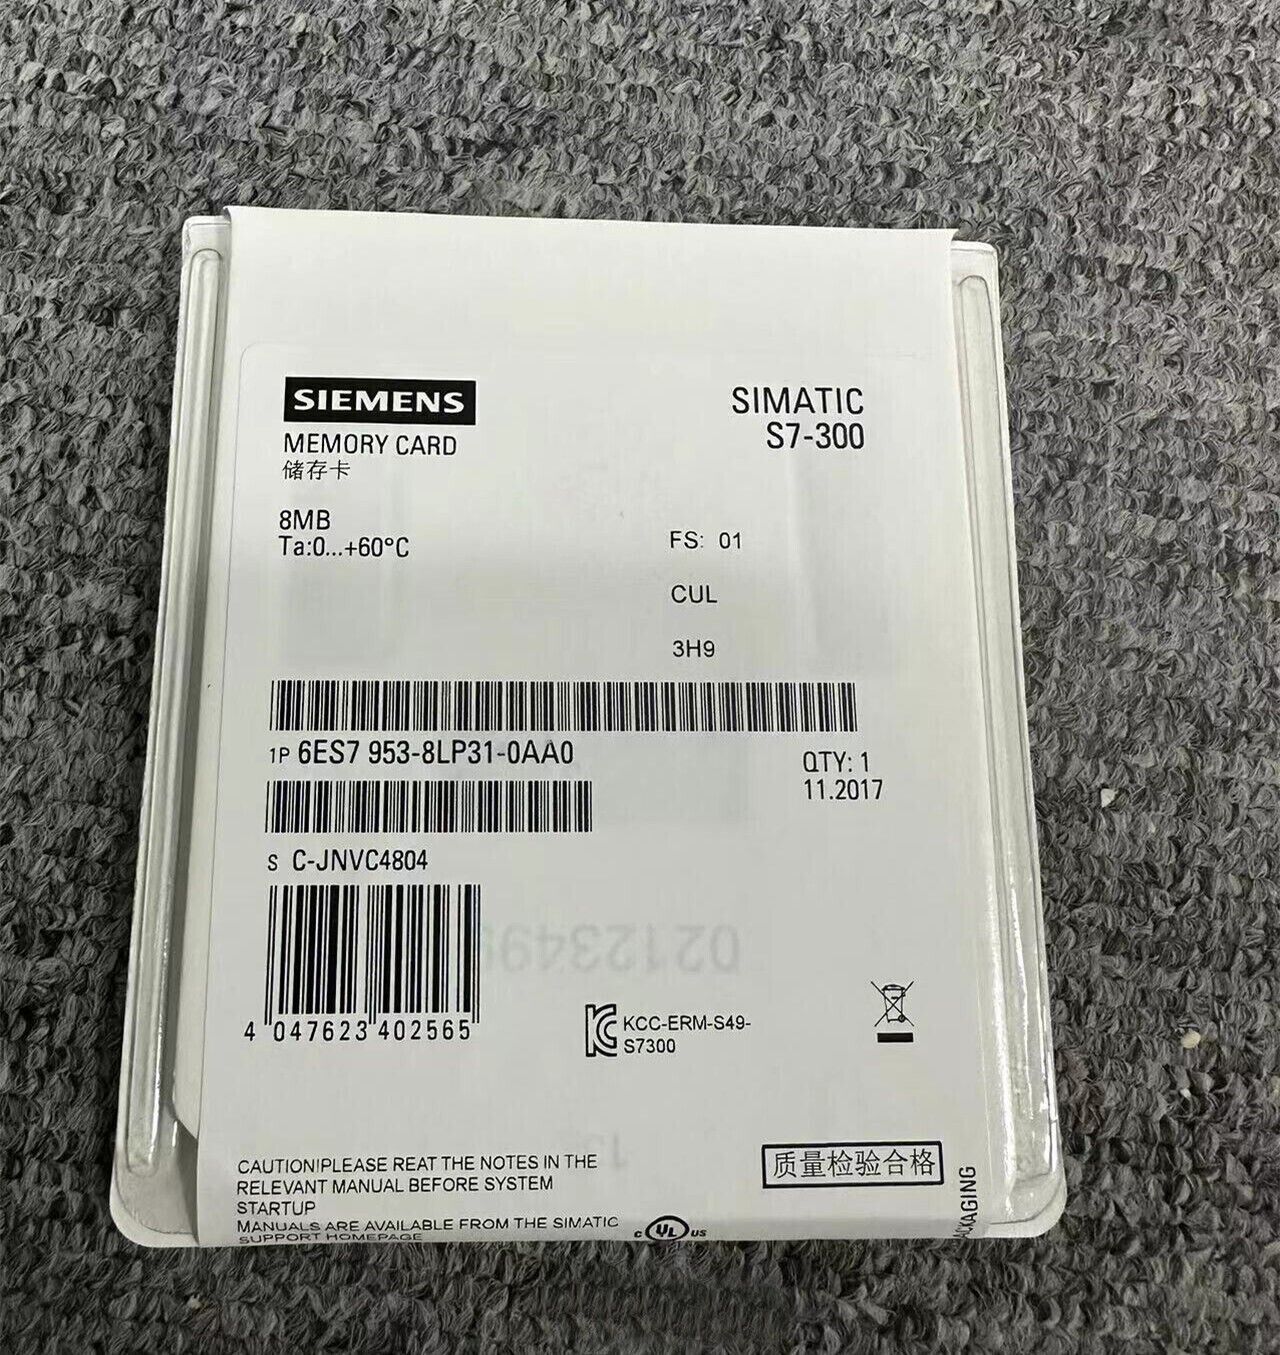 SIEMENS
MEMORY CARD
储存卡
SIMATIC
S7-300
8MB
Ta:0...+60°C
FS: 01
CUL
3H9
1P 6ES7 953-8LP31-0AA0
QTY: 1
11.2017
S C-JNVC4804
0212349
4 047623 402565
KCC-ERM-S49-
S7300
质量检验合格
CAUTION!PLEASE REAT THE NOTES IN THE
RELEVANT MANUAL BEFORE SYSTEM
STARTUP
MANUALS ARE AVAILABLE FROM THE SIMATIC
SUPPORT HOMEPAGE
C UL US